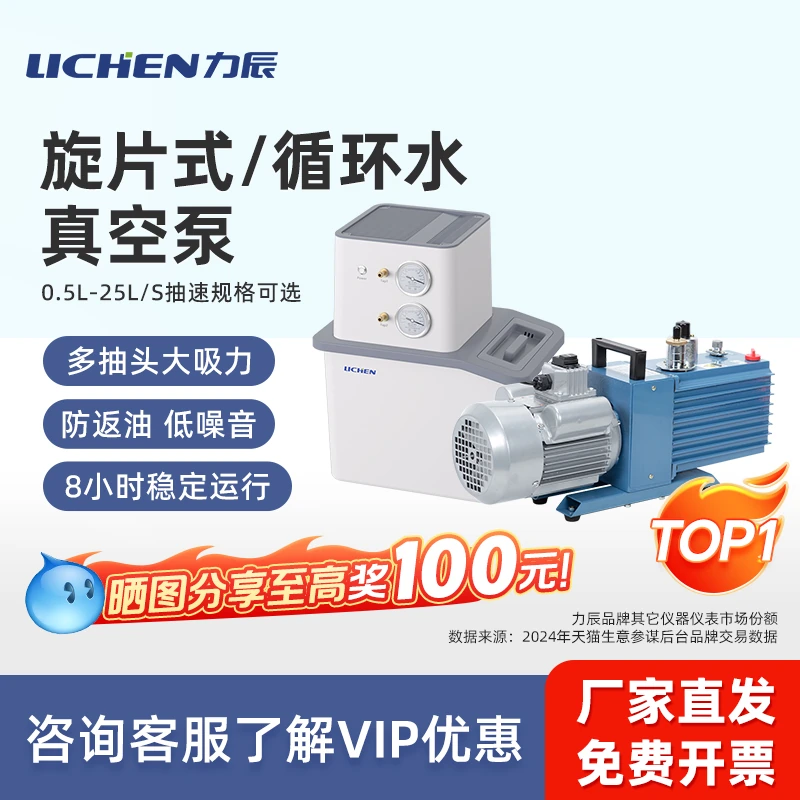 LICHEN力辰
旋片式/循环水
真空泵
0.5L-25L/S抽速规格可选
多抽头大吸力
防返油 低噪音
8小时稳定运行
LICHEN
TOP1
晒图分享至高奖100元!
力辰品牌其它仪器仪表市场份额
数据来源：2024年天猫生意参谋后台品牌交易数据
咨询客服了解VIP优惠
厂家直发
免费开票